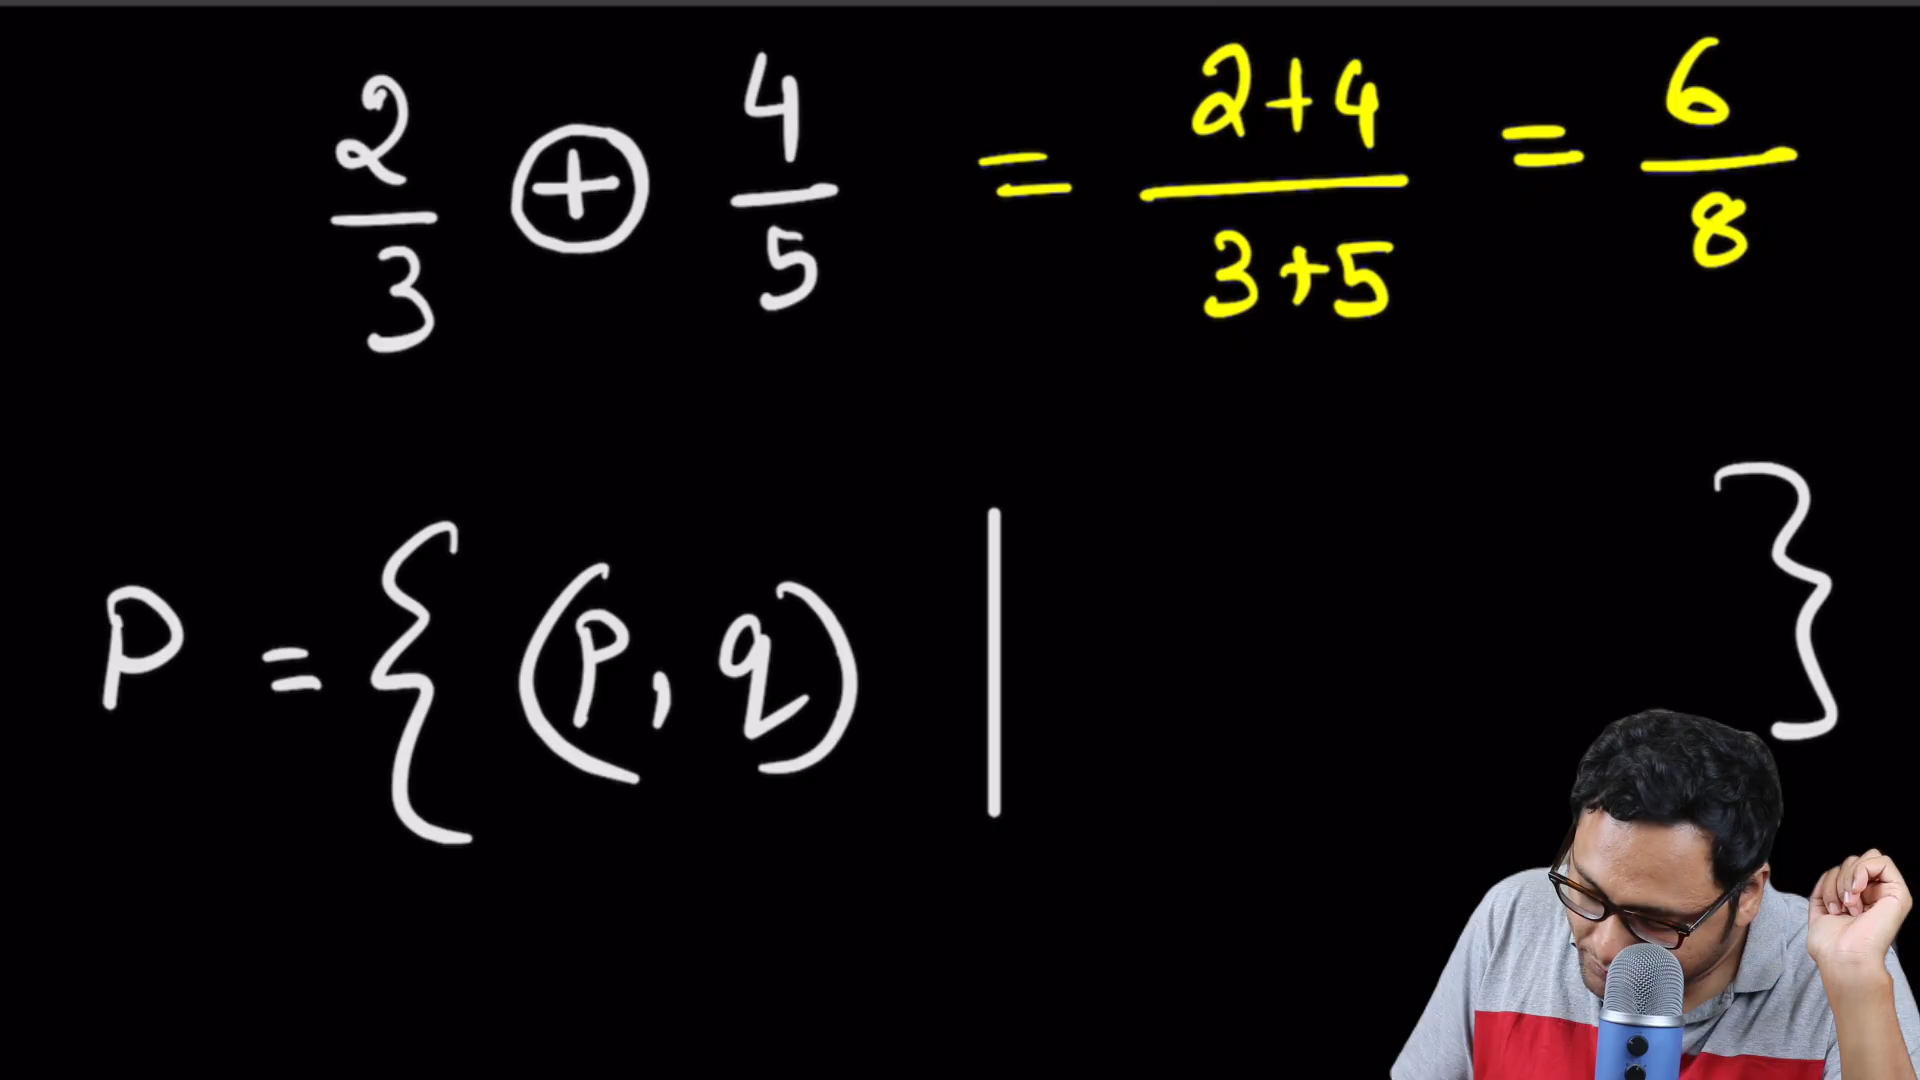 2/3 ⊕ 4/5 = 2+4/3+5 = 6/8
P = { (p, q) | }